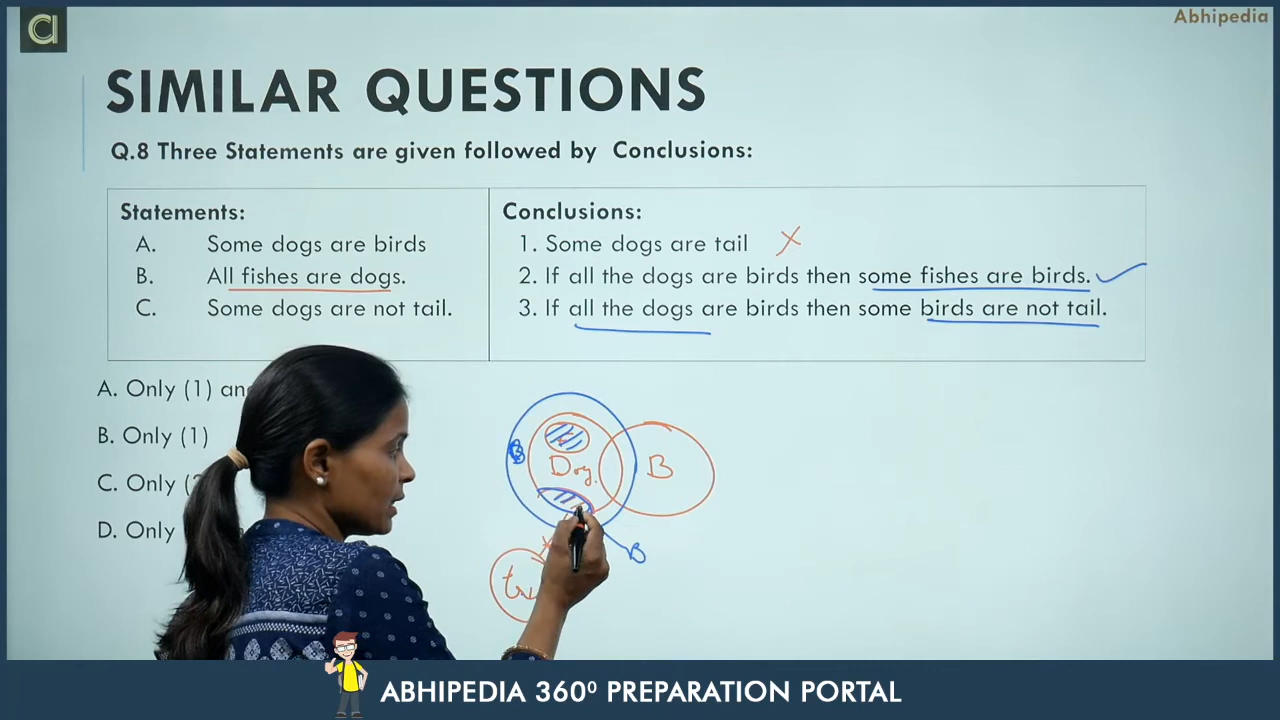 Abhipedia
SIMILAR QUESTIONS
Q.8 Three Statements are given followed by Conclusions:
Statements:
A. Some dogs are birds
B. All fishes are dogs.
C. Some dogs are not tail.
Conclusions:
1. Some dogs are tail
2. If all the dogs are birds then some fishes are birds.
3. If all the dogs are birds then some birds are not tail.
A. Only (1)
B. Only (1)
C. Only
D. Only
B
Dog.
B
B
ABHIPEDIA 360⁰ PREPARATION PORTAL